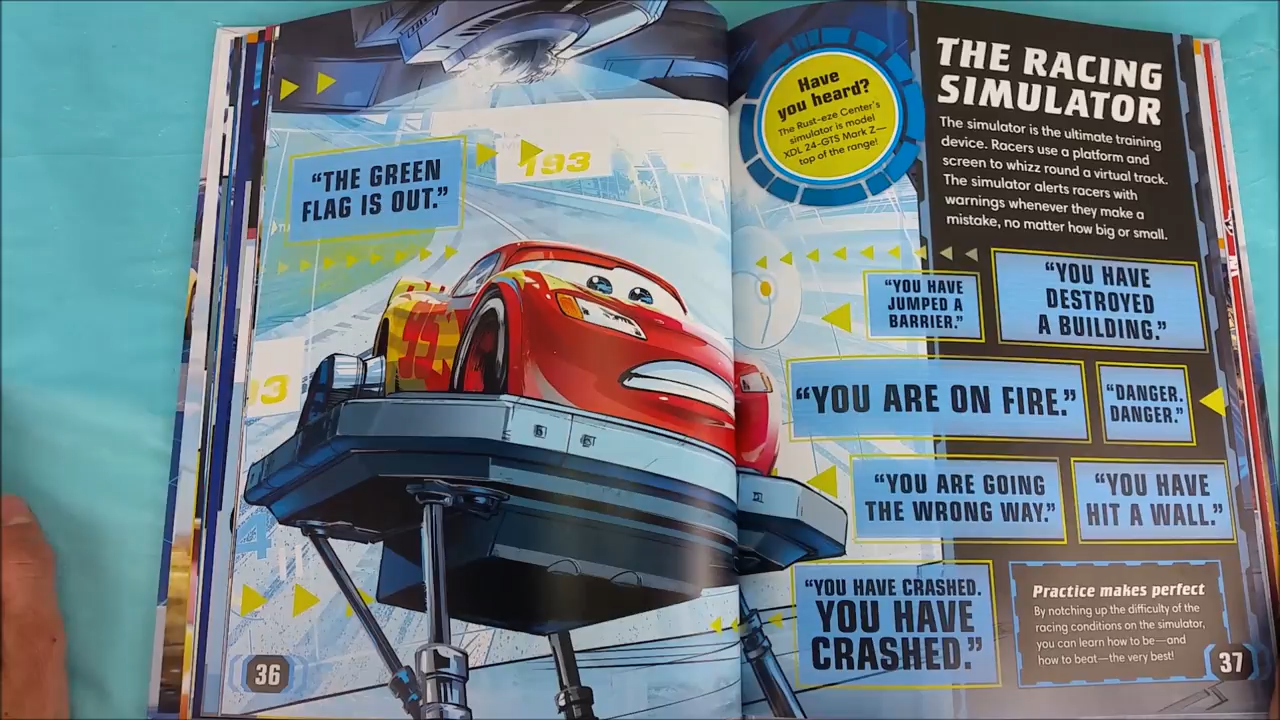 193
"THE GREEN
FLAG IS OUT."
36
Have
you heard?
The Rust-eze Center's
simulator is model
XDL 24-GTS Mark Z—
top of the range!
THE RACING
SIMULATOR
The simulator is the ultimate training
device. Racers use a platform and
screen to whizz round a virtual track.
The simulator alerts racers with
warnings whenever they make a
mistake, no matter how big or small.
"YOU HAVE
JUMPED A
BARRIER."
"YOU HAVE
DESTROYED
A BUILDING."
"YOU ARE ON FIRE."
"DANGER.
DANGER."
"YOU ARE GOING
THE WRONG WAY."
"YOU HAVE
HIT A WALL."
"YOU HAVE CRASHED.
YOU HAVE
CRASHED."
Practice makes perfect
By notching up the difficulty of the
racing conditions on the simulator,
you can learn how to be—and
how to beat—the very best!
37